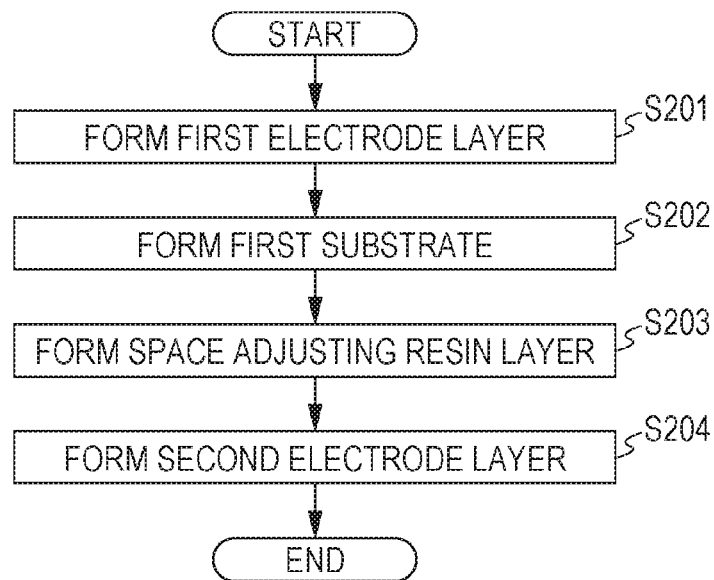 START
FORM FIRST ELECTRODE LAYER
S201
FORM FIRST SUBSTRATE
S202
FORM SPACE ADJUSTING RESIN LAYER
S203
FORM SECOND ELECTRODE LAYER
S204
END